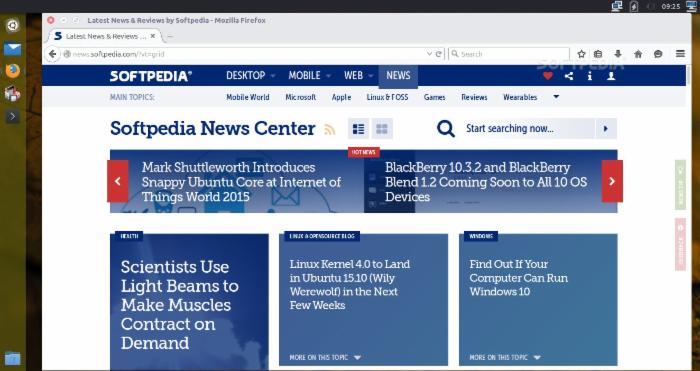 09:25
Latest News & Reviews by Softpedia - Mozilla Firefox
Latest News & Reviews ...
news.softpedia.com/?vt=grid
Search
SOFTPEDIA
SOFTPEDIA®
DESKTOP
MOBILE
WEB
NEWS
MAIN TOPICS:
Mobile World
Microsoft
Apple
Linux & FOSS
Games
Reviews
Wearables
Softpedia News Center
Start searching now...
HOT NEWS
Mark Shuttleworth Introduces
Snappy Ubuntu Core at Internet of
Things World 2015
BlackBerry 10.3.2 and BlackBerry
Blend 1.2 Coming Soon to All 10 OS
Devices
HEALTH
Scientists Use
Light Beams to
Make Muscles
Contract on
Demand
LINUX & OPENSOURCE BLOG
Linux Kernel 4.0 to Land
in Ubuntu 15.10 (Wily
Werewolf) in the Next
Few Weeks
MORE ON THIS TOPIC
WINDOWS
Find Out If Your
Computer Can Run
Windows 10
MORE ON THIS TOPIC
FEEDBACK